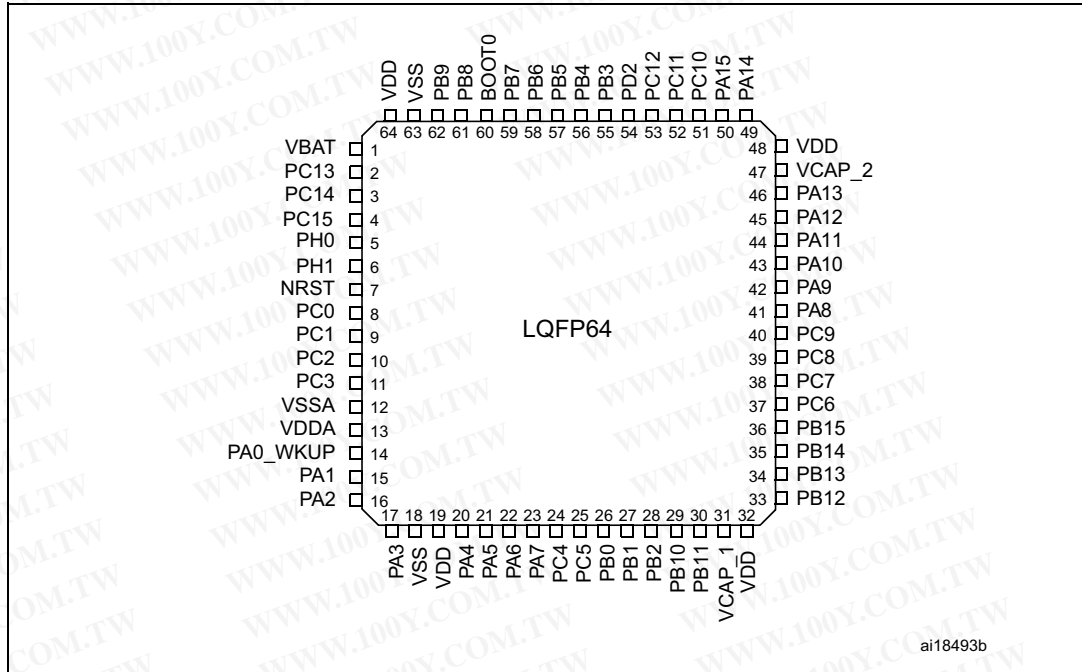 VDD VSS PB9 PB8 BOOT0 PB7 PB6 PB5 PB4 PB3 PD2 PC12 PC11 PC10 PA15 PA14
64 63 62 61 60 59 58 57 56 55 54 53 52 51 50 49
VBAT 1
PC13 2
PC14 3
PC15 4
PH0 5
PH1 6
NRST 7
PC0 8
PC1 9
PC2 10
PC3 11
VSSA 12
VDDA 13
PA0_WKUP 14
PA1 15
PA2 16
LQFP64
48 VDD
47 VCAP_2
46 PA13
45 PA12
44 PA11
43 PA10
42 PA9
41 PA8
40 PC9
39 PC8
38 PC7
37 PC6
36 PB15
35 PB14
34 PB13
33 PB12
17 18 19 20 21 22 23 24 25 26 27 28 29 30 31 32
PA3 VSS VDD PA4 PA5 PA6 PA7 PC4 PC5 PB0 PB1 PB2 PB10 PB11 VCAP_1 VDD
ai18493b
WWW.100Y.COM.TW